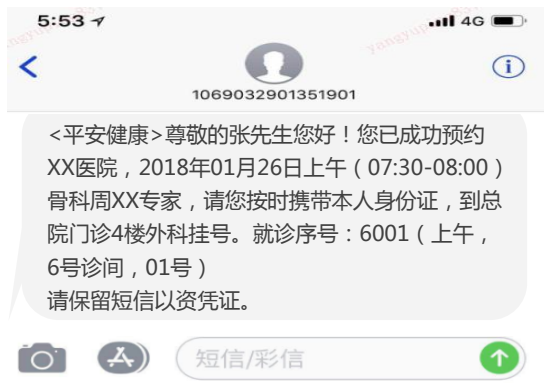 5:53
4G
1069032901351901
<平安健康>尊敬的张先生您好！您已成功预约
XX医院，2018年01月26日上午（07:30-08:00）
骨科周XX专家，请您按时携带本人身份证，到总
院门诊4楼外科挂号。就诊序号：6001（上午，
6号诊间，01号）
请保留短信以资凭证。
短信/彩信